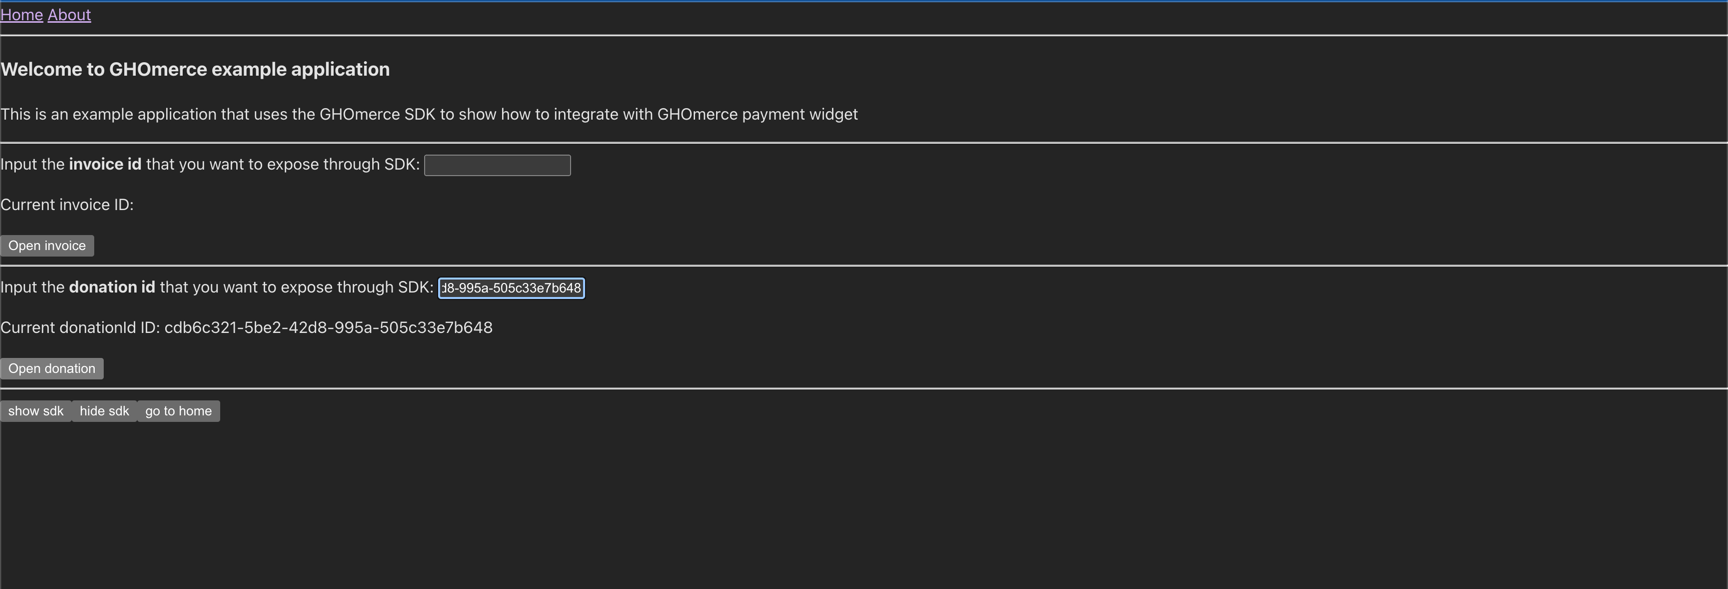 Home About
Welcome to GHOmerce example application
This is an example application that uses the GHOmerce SDK to show how to integrate with GHOmerce payment widget
Input the invoice id that you want to expose through SDK:
Current invoice ID:
Open invoice
Input the donation id that you want to expose through SDK: d8-995a-505c33e7b648
Current donationId ID: cdb6c321-5be2-42d8-995a-505c33e7b648
Open donation
show sdk hide sdk go to home